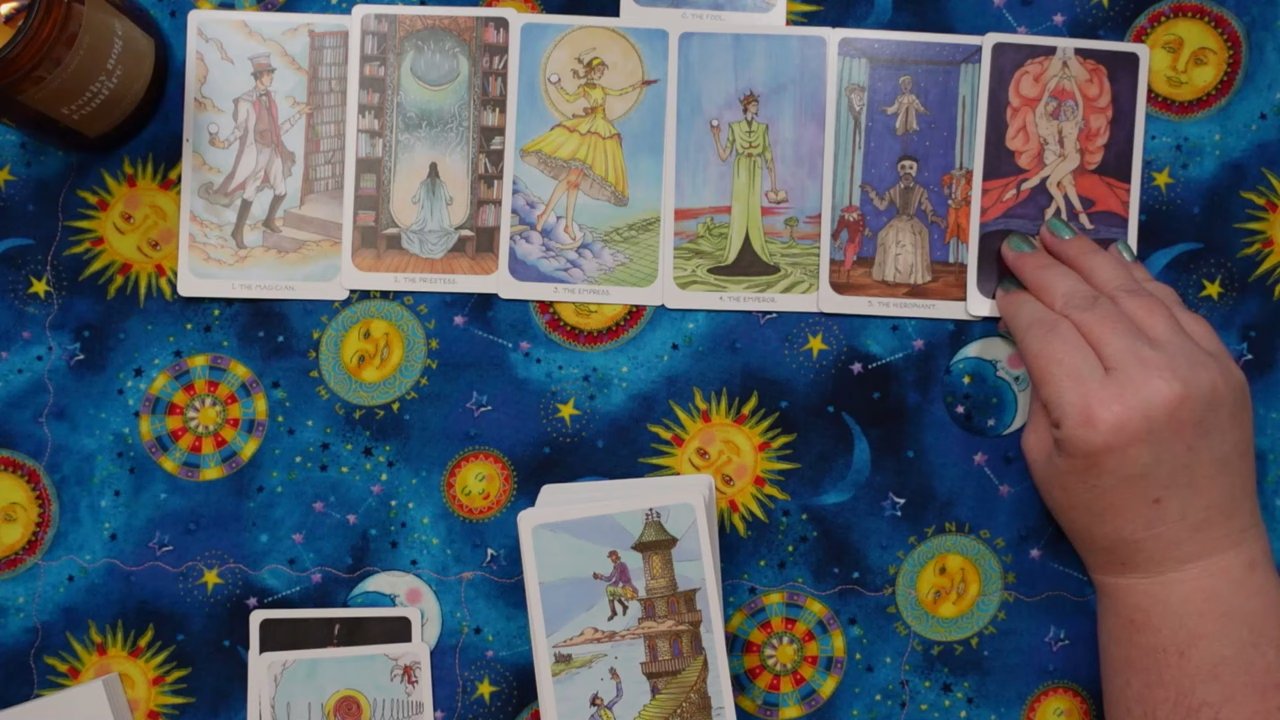 0. THE FOOL.
1. THE MAGICIAN.
2. THE PRIESTESS.
3. THE EMPRESS.
4. THE EMPEROR.
5. THE HIEROPHANT.